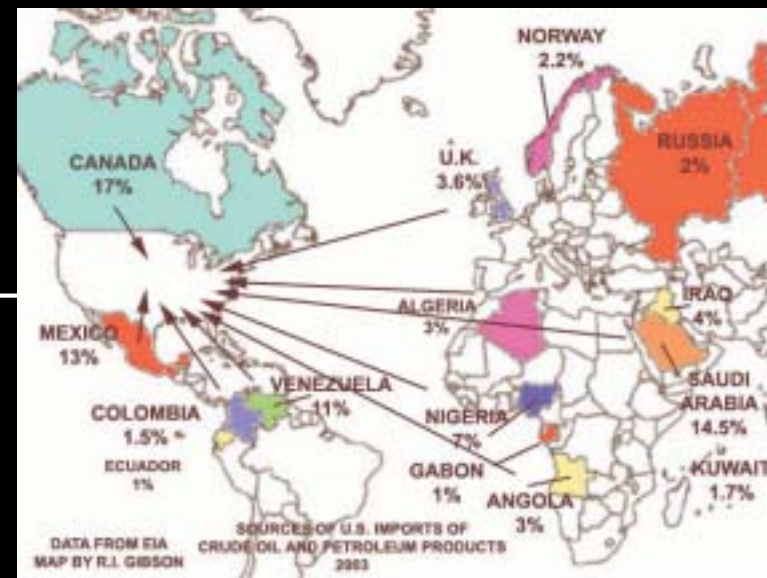 NORWAY
2.2%
RUSSIA
2%
U.K.
3.6%
CANADA
17%
ALGERIA
3%
IRAQ
4%
MEXICO
13%
VENEZUELA
11%
SAUDI
ARABIA
14.5%
COLOMBIA
1.5%
NIGERIA
7%
ECUADOR
1%
GABON
1%
KUWAIT
1.7%
ANGOLA
3%
SOURCES OF U.S. IMPORTS OF
CRUDE OIL AND PETROLEUM PRODUCTS
2003
DATA FROM EIA
MAP BY R.I. GIBSON